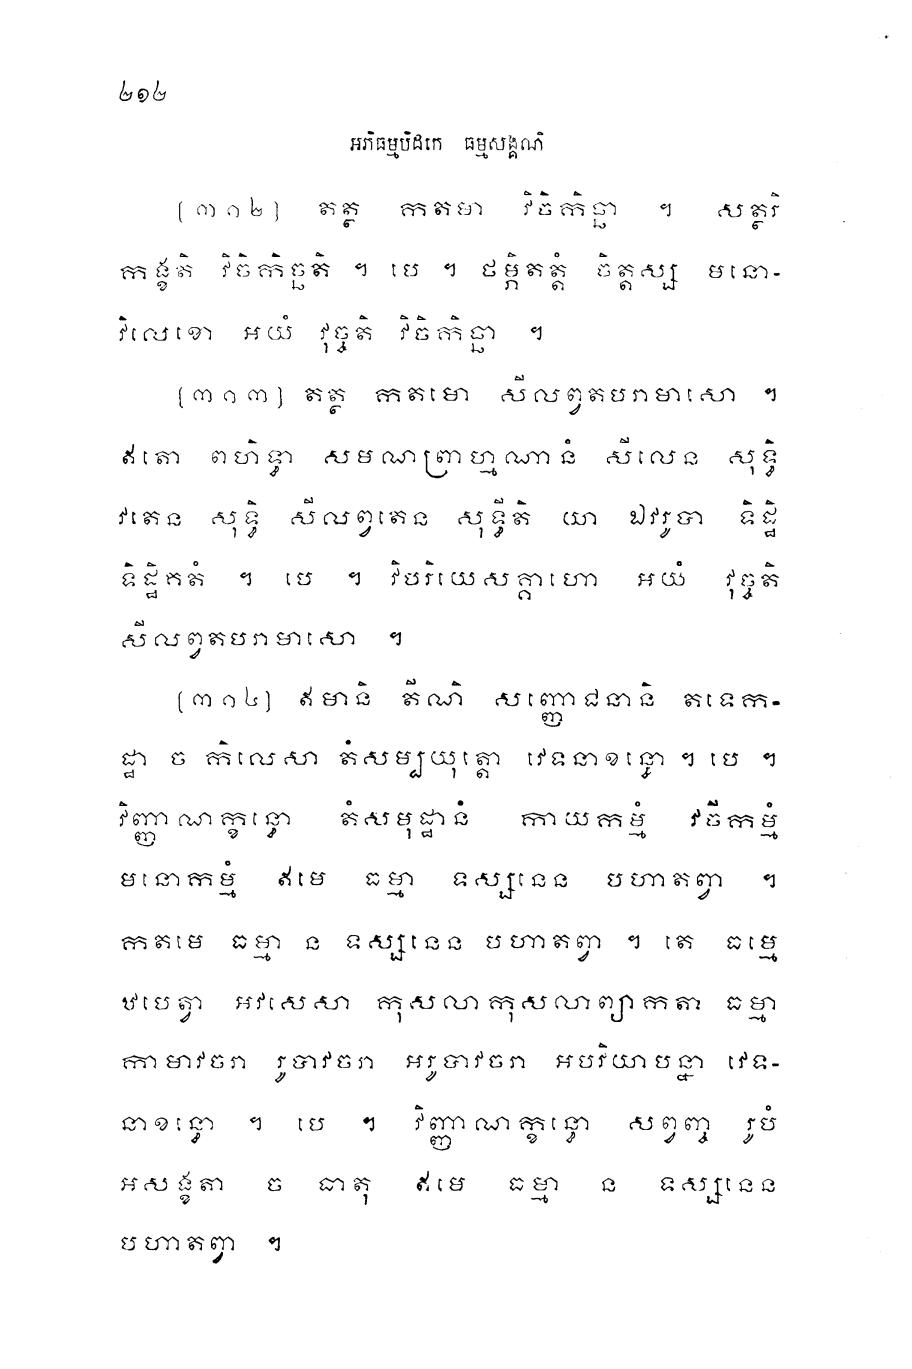 ២១២
អភិធម្មបិដកេ ធម្មសង្គណិ
[៣១២] តត្ថ កតមា វិចិកិច្ឆា ។ សត្ថរិ
កង្ខតិ វិចិកិច្ឆតិ ។ បេ ។ ថម្ភិតត្តំ ចិត្តស្ស មនោ-
វិលេខោ អយំ វុច្ចតិ វិចិកិច្ឆា ។
[៣១៣] តត្ថ កតមោ សីលព្វតបរាមាសោ ។
ឥតោ ពហិទ្ធា សមណព្រាហ្មណានំ សីលេន សុទ្ធិ
វតេន សុទ្ធិ សីលព្វតេន សុទ្ធីតិ យា ឯវរូបា ទិដ្ឋិ
ទិដ្ឋិគតំ ។ បេ ។ វិបរិយេសគ្គាហោ អយំ វុច្ចតិ
សីលព្វតបរាមាសោ ។
[៣១៤] ឥមានិ តីណិ សញ្ញោជនានិ តទេក-
ដ្ឋា ច កិលេសា តំសម្បយុត្តោ វេទនាខន្ធោ ។ បេ ។
វិញ្ញាណក្ខន្ធោ តំសមុដ្ឋានំ កាយកម្មំ វចីកម្មំ
មនោកម្មំ ឥមេ ធម្មា ទស្សនេន បហាតព្វា ។
កតមេ ធម្មា ន ទស្សនេន បហាតព្វា ។ តេ ធម្មេ
ឋបេត្វា អវសេសា កុសលាកុសលាព្យាកតា ធម្មា
កាមាវចរា រូបាវចរា អរូបាវចរា អបរិយាបន្នា វេទ-
នាខន្ធោ ។ បេ ។ វិញ្ញាណក្ខន្ធោ សព្វញ្ច រូបំ
អសង្ខតា ច ធាតុ ឥមេ ធម្មា ន ទស្សនេន
បហាតព្វា ។